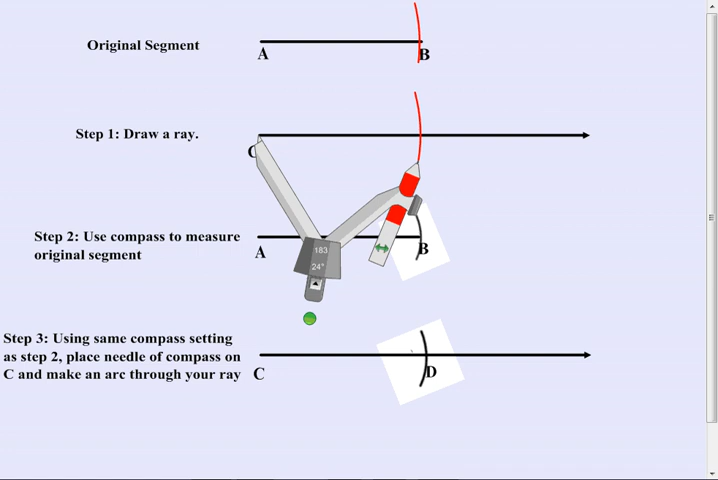 Original Segment
A
B
Step 1: Draw a ray.
C
Step 2: Use compass to measure
original segment
A
B
183
24°
Step 3: Using same compass setting
as step 2, place needle of compass on
C and make an arc through your ray
C
D